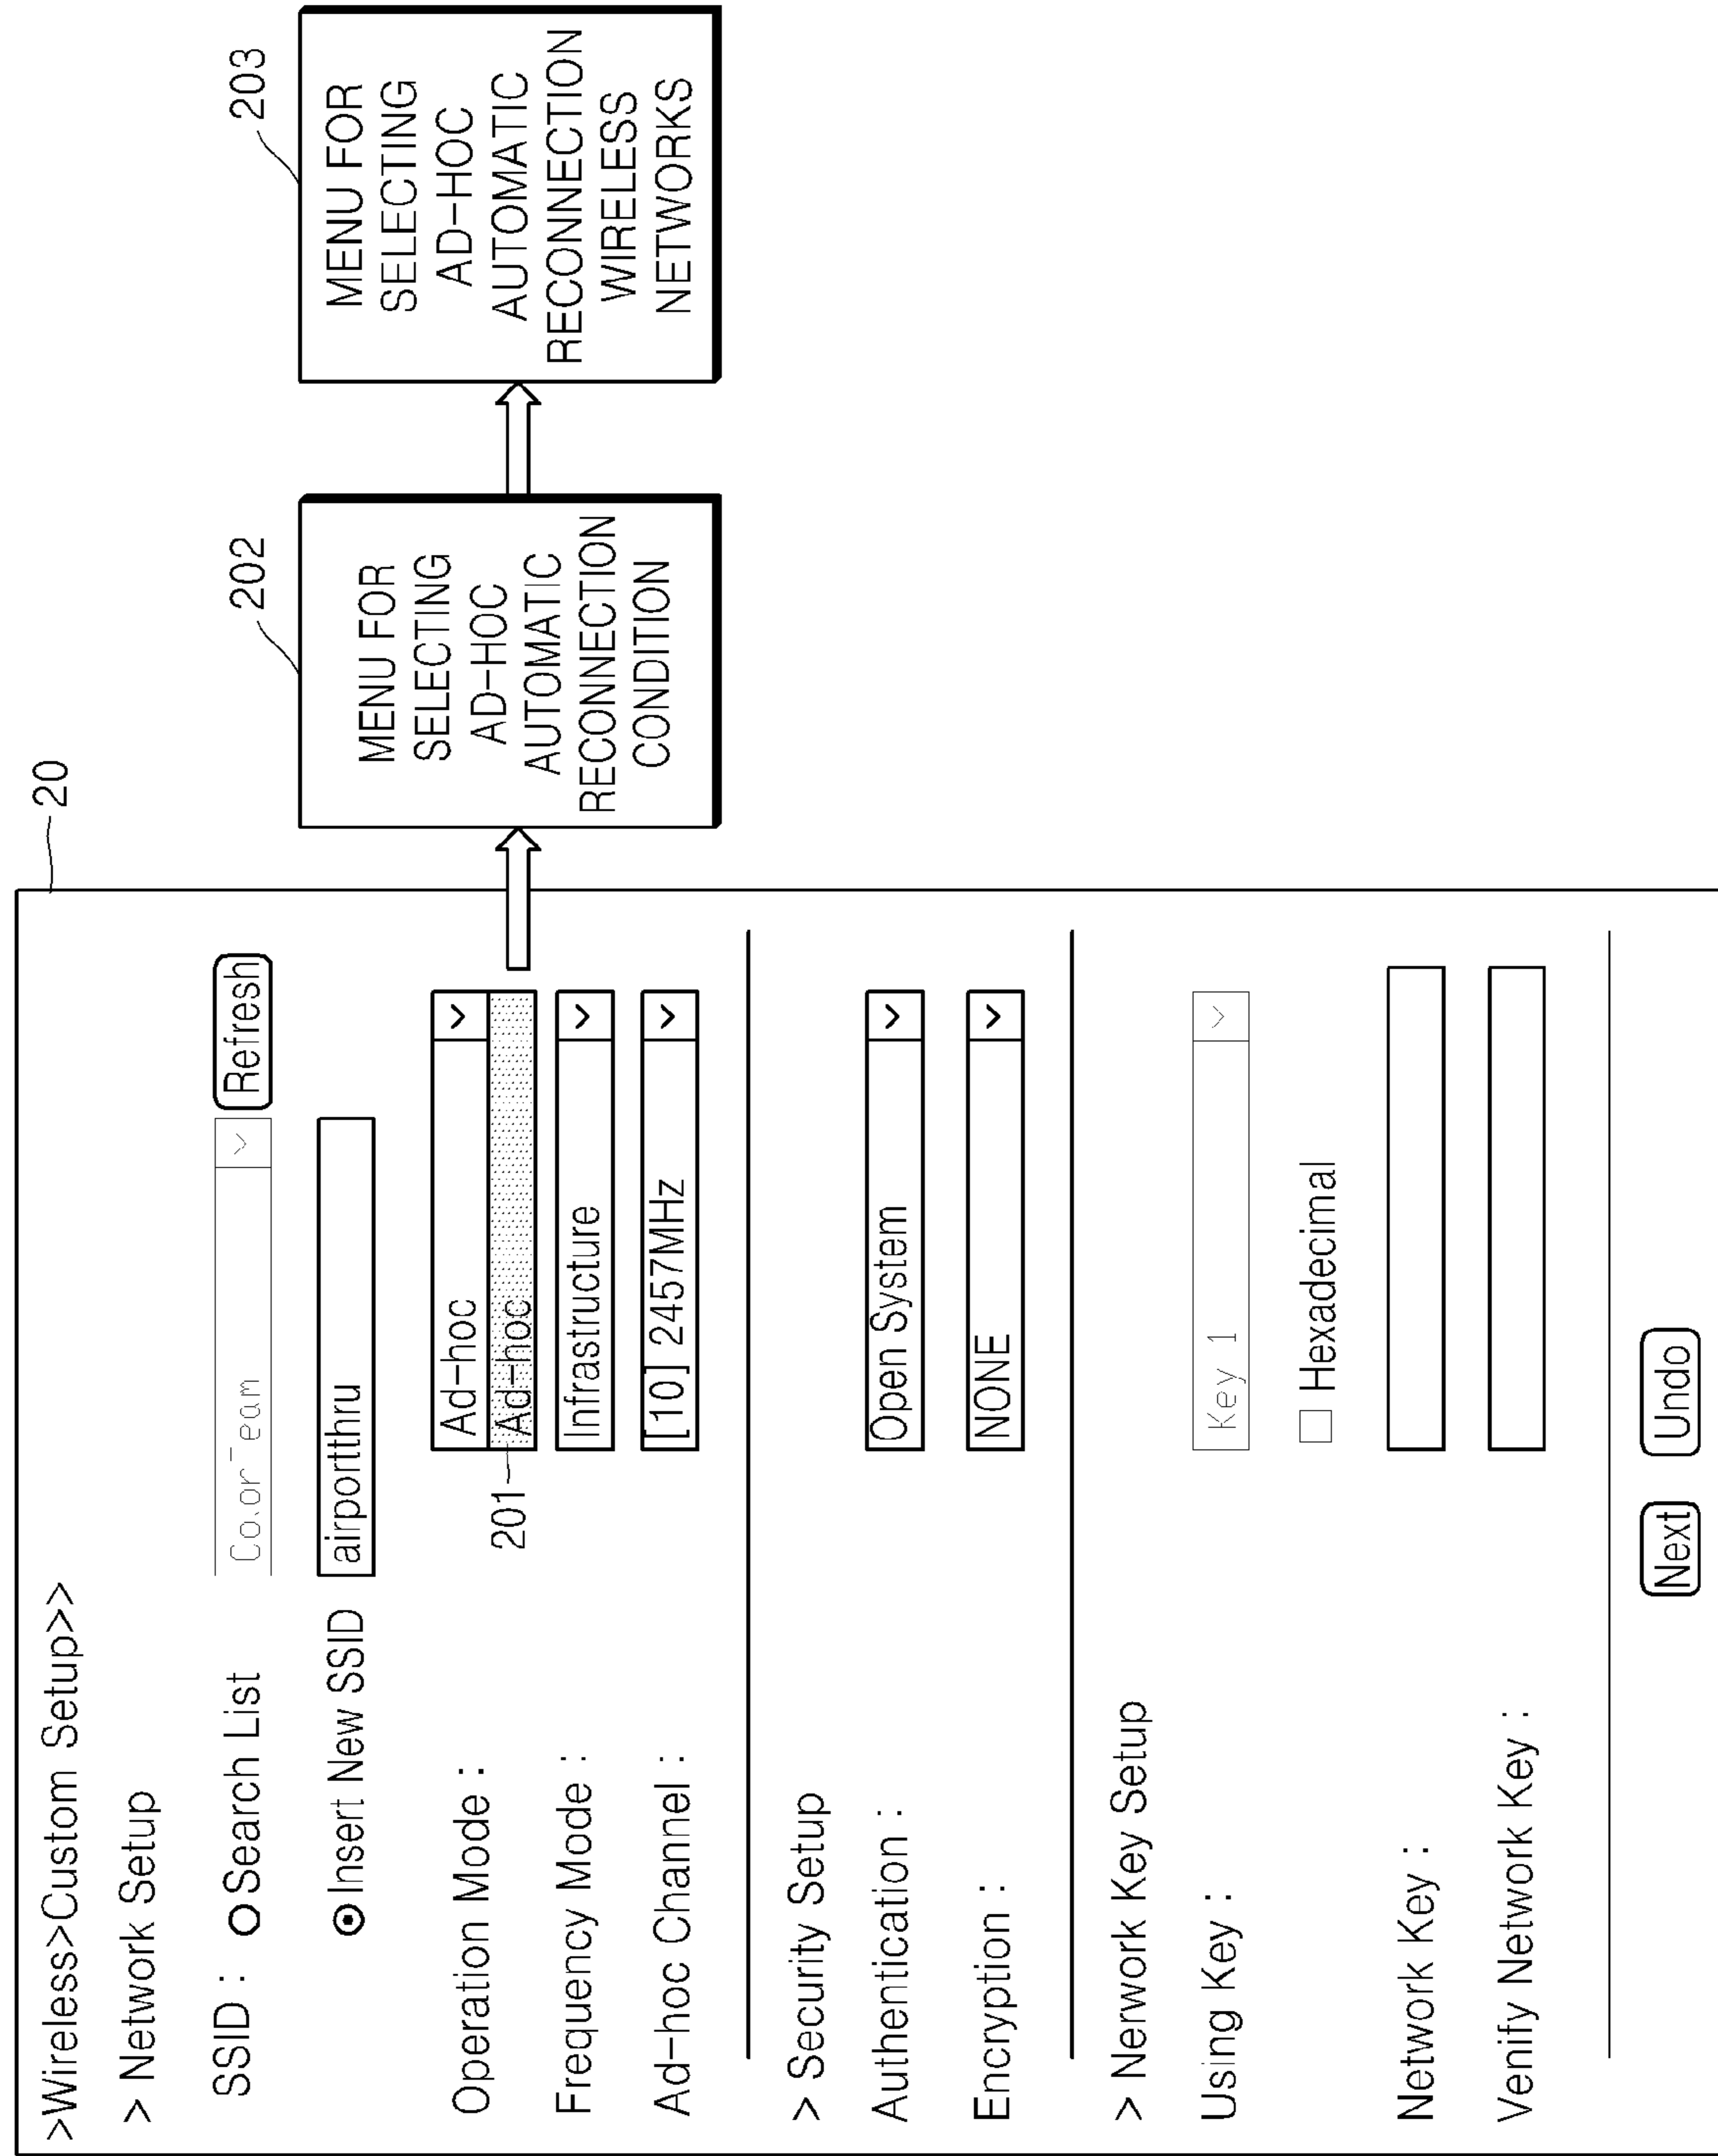 20
>Wireless>Custom Setup>>
> Network Setup
SSID : Search List Refresh
Insert New SSID airportthru
Operation Mode : Ad-hoc
201 Ad-hoc
Frequency Mode : Infrastructure
Ad-hoc Channel : [10] 2457MHz
> Security Setup
Authentication : Open System
Encryption : NONE
> Nerwork Key Setup
Using Key : Key 1
Hexadecimal
Network Key :
Venify Network Key :
Next Undo
202
MENU FOR
SELECTING
AD-HOC
AUTOMATIC
RECONNECTION
CONDITION
203
MENU FOR
SELECTING
AD-HOC
AUTOMATIC
RECONNECTION
WIRELESS
NETWORKS